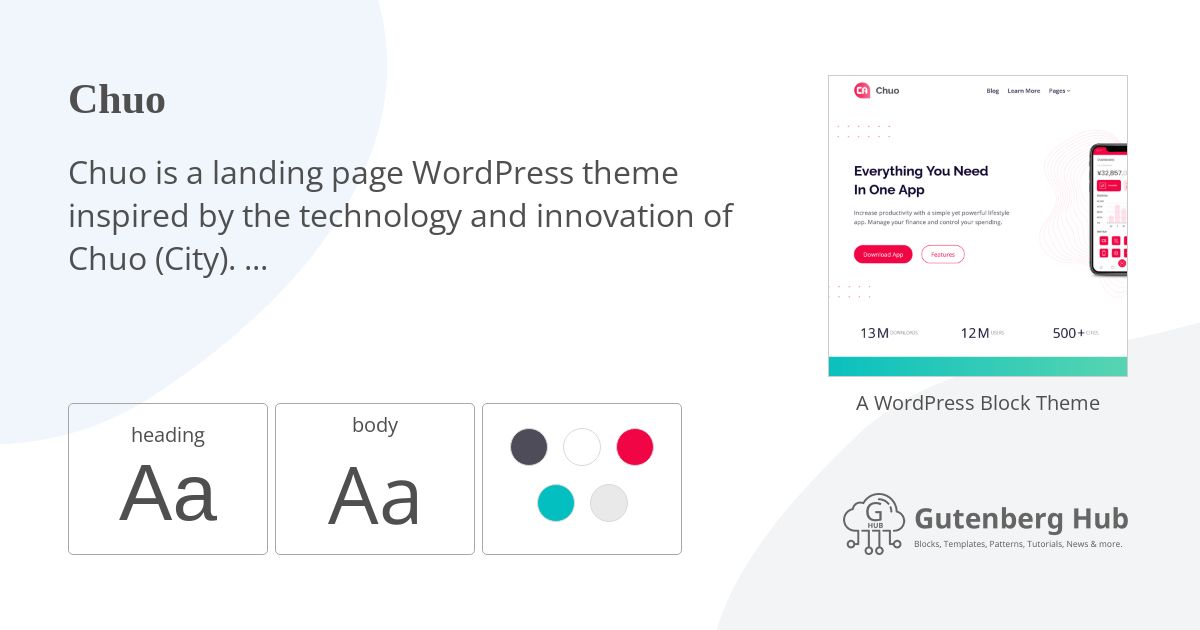 Chuo
Chuo is a landing page WordPress theme
inspired by the technology and innovation of
Chuo (City). ...
heading
Aa
body
Aa
CA Chuo
Blog Learn More Pages
Everything You Need
In One App
Increase productivity with a simple yet powerful lifestyle
app. Manage your finance and control your spending.
Download App Features
¥32,857.
13M DOWNLOADS 12M USERS 500+ CITIES
A WordPress Block Theme
G
HUB
Gutenberg Hub
Blocks, Templates, Patterns, Tutorials, News & more.